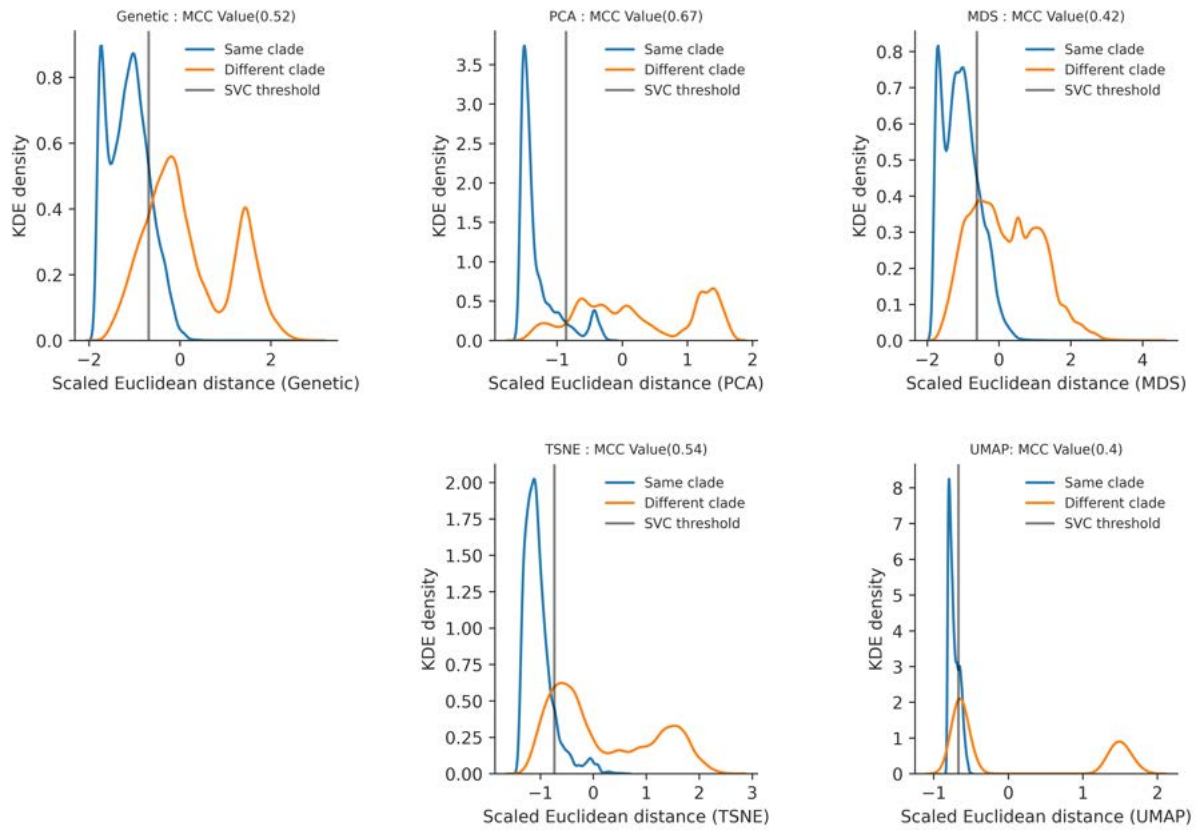 Genetic : MCC Value(0.52)
Same clade
Different clade
SVC threshold
KDE density
0.8
0.6
0.4
0.2
0.0
−2
0
2
Scaled Euclidean distance (Genetic)
PCA : MCC Value(0.67)
Same clade
Different clade
SVC threshold
KDE density
3.5
3.0
2.5
2.0
1.5
1.0
0.5
0.0
−1
0
1
2
Scaled Euclidean distance (PCA)
MDS : MCC Value(0.42)
Same clade
Different clade
SVC threshold
KDE density
0.8
0.7
0.6
0.5
0.4
0.3
0.2
0.1
0.0
−2
0
2
4
Scaled Euclidean distance (MDS)
TSNE : MCC Value(0.54)
Same clade
Different clade
SVC threshold
KDE density
2.00
1.75
1.50
1.25
1.00
0.75
0.50
0.25
0.00
−1
0
1
2
3
Scaled Euclidean distance (TSNE)
UMAP: MCC Value(0.4)
Same clade
Different clade
SVC threshold
KDE density
8
7
6
5
4
3
2
1
0
−1
0
1
2
Scaled Euclidean distance (UMAP)